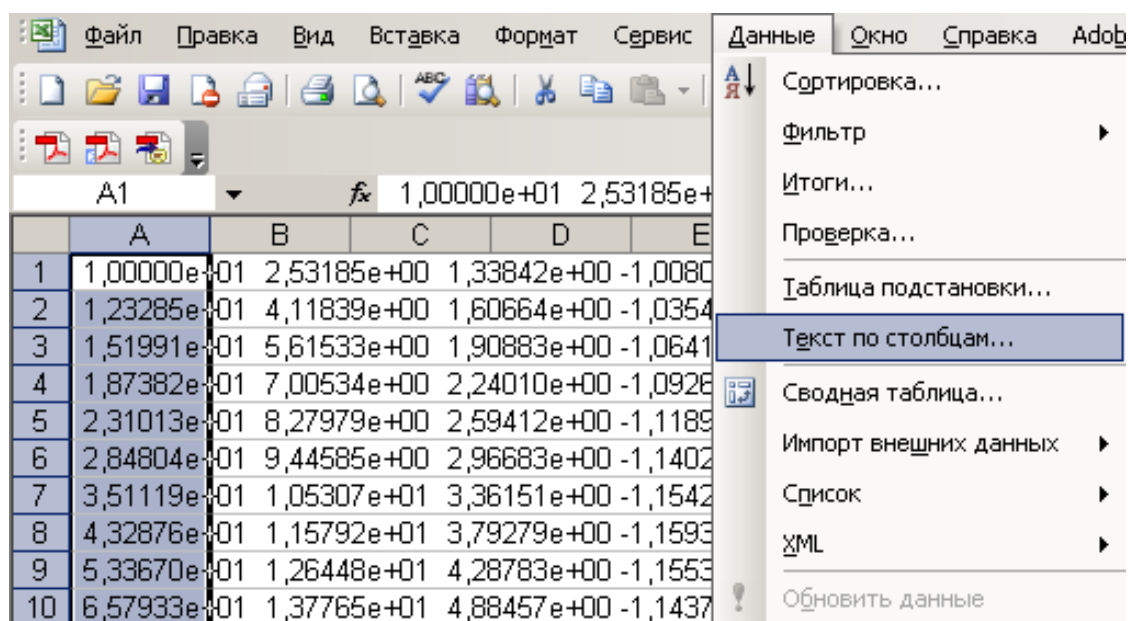 Файл Правка Вид Вставка Формат Сервис Данные Окно Справка Adob
ABC
А
Я
Сортировка...
Фильтр
Итоги...
Проверка...
Таблица подстановки...
Текст по столбцам...
Сводная таблица...
Импорт внешних данных
Список
XML
Обновить данные
A1 fx 1,00000e+01 2,53185e+
A B C D E
1 1,00000e+01 2,53185e+00 1,33842e+00 -1,0080
2 1,23285e+01 4,11839e+00 1,60664e+00 -1,0354
3 1,51991e+01 5,61533e+00 1,90883e+00 -1,0641
4 1,87382e+01 7,00534e+00 2,24010e+00 -1,0926
5 2,31013e+01 8,27979e+00 2,59412e+00 -1,1189
6 2,84804e+01 9,44585e+00 2,96683e+00 -1,1402
7 3,51119e+01 1,05307e+01 3,36151e+00 -1,1542
8 4,32876e+01 1,15792e+01 3,79279e+00 -1,1593
9 5,33670e+01 1,26448e+01 4,28783e+00 -1,1553
10 6,57933e+01 1,37765e+01 4,88457e+00 -1,1437